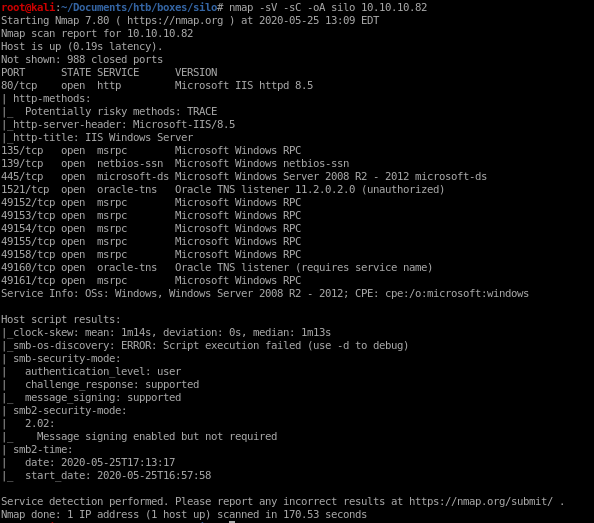 root@kali:~/Documents/htb/boxes/silo# nmap -sV -sC -oA silo 10.10.10.82
Starting Nmap 7.80 ( https://nmap.org ) at 2020-05-25 13:09 EDT
Nmap scan report for 10.10.10.82
Host is up (0.19s latency).
Not shown: 988 closed ports
PORT      STATE SERVICE      VERSION
80/tcp    open  http         Microsoft IIS httpd 8.5
| http-methods:
|_  Potentially risky methods: TRACE
|_http-server-header: Microsoft-IIS/8.5
|_http-title: IIS Windows Server
135/tcp   open  msrpc        Microsoft Windows RPC
139/tcp   open  netbios-ssn  Microsoft Windows netbios-ssn
445/tcp   open  microsoft-ds Microsoft Windows Server 2008 R2 - 2012 microsoft-ds
1521/tcp  open  oracle-tns   Oracle TNS listener 11.2.0.2.0 (unauthorized)
49152/tcp open  msrpc        Microsoft Windows RPC
49153/tcp open  msrpc        Microsoft Windows RPC
49154/tcp open  msrpc        Microsoft Windows RPC
49155/tcp open  msrpc        Microsoft Windows RPC
49158/tcp open  msrpc        Microsoft Windows RPC
49160/tcp open  oracle-tns   Oracle TNS listener (requires service name)
49161/tcp open  msrpc        Microsoft Windows RPC
Service Info: OSs: Windows, Windows Server 2008 R2 - 2012; CPE: cpe:/o:microsoft:windows

Host script results:
|_clock-skew: mean: 1m14s, deviation: 0s, median: 1m13s
|_smb-os-discovery: ERROR: Script execution failed (use -d to debug)
| smb-security-mode:
|   authentication_level: user
|   challenge_response: supported
|_  message_signing: supported
| smb2-security-mode:
|   2.02:
|_    Message signing enabled but not required
| smb2-time:
|   date: 2020-05-25T17:13:17
|_  start_date: 2020-05-25T16:57:58

Service detection performed. Please report any incorrect results at https://nmap.org/submit/ .
Nmap done: 1 IP address (1 host up) scanned in 170.53 seconds